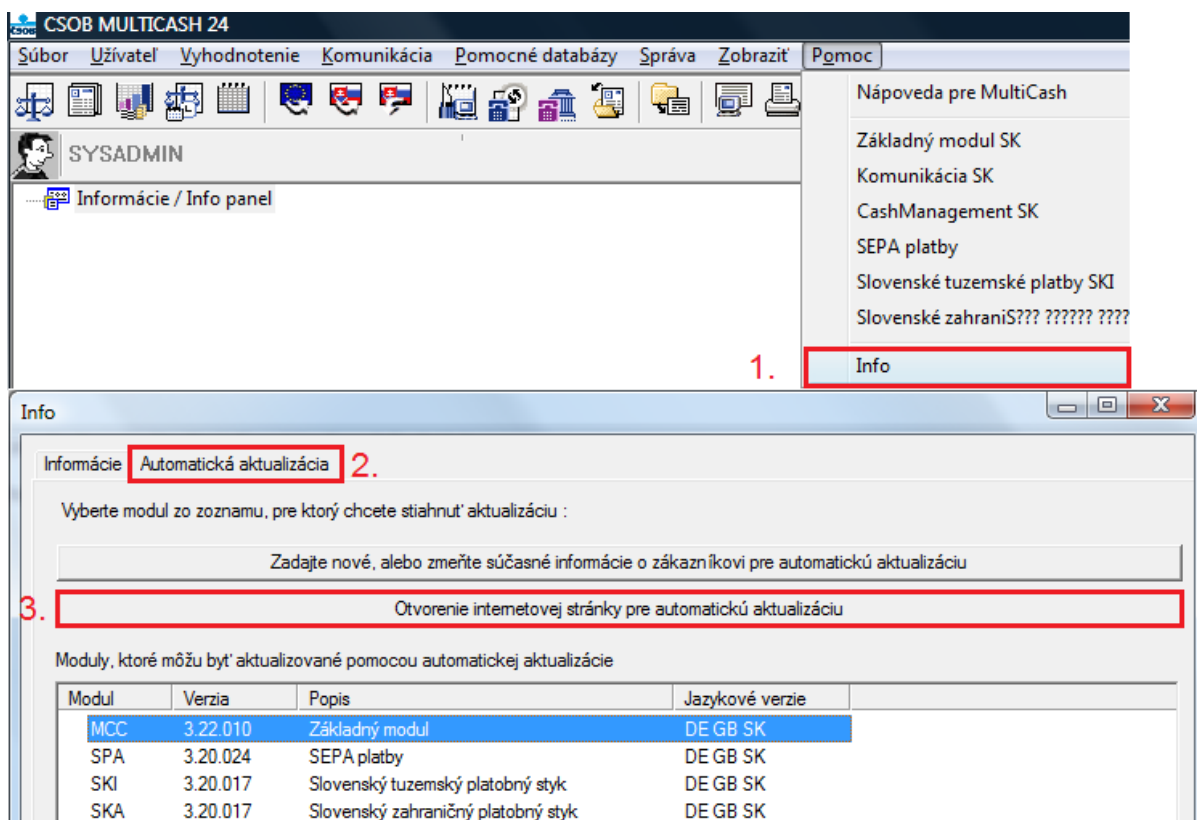 CSOB
CSOB MULTICASH 24
Súbor Užívateľ Vyhodnotenie Komunikácia Pomocné databázy Správa Zobraziť Pomoc
Nápoveda pre MultiCash
SYSADMIN
Základný modul SK
Komunikácia SK
Informácie / Info panel
CashManagement SK
SEPA platby
Slovenské tuzemské platby SKI
Slovenské zahraniS??? ?????? ????
1.
Info
Info
Informácie Automatická aktualizácia 2.
Vyberte modul zo zoznamu, pre ktorý chcete stiahnuť aktualizáciu :
Zadajte nové, alebo zmeňte súčasné informácie o zákazníkovi pre automatickú aktualizáciu
3. Otvorenie internetovej stránky pre automatickú aktualizáciu
Moduly, ktoré môžu byť aktualizované pomocou automatickej aktualizácie
Modul Verzia Popis Jazykové verzie
MCC 3.22.010 Základný modul DE GB SK
SPA 3.20.024 SEPA platby DE GB SK
SKI 3.20.017 Slovenský tuzemský platobný styk DE GB SK
SKA 3.20.017 Slovenský zahraničný platobný styk DE GB SK